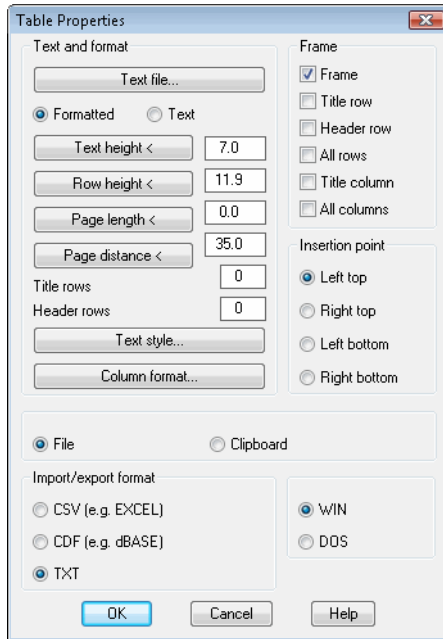 Table Properties
Text and format
Text file...
Formatted
Text
Text height <
7.0
Row height <
11.9
Page length <
0.0
Page distance <
35.0
Title rows
0
Header rows
0
Text style...
Column format...
Frame
Frame
Title row
Header row
All rows
Title column
All columns
Insertion point
Left top
Right top
Left bottom
Right bottom
File
Clipboard
Import/export format
CSV (e.g. EXCEL)
CDF (e.g. dBASE)
TXT
WIN
DOS
OK
Cancel
Help